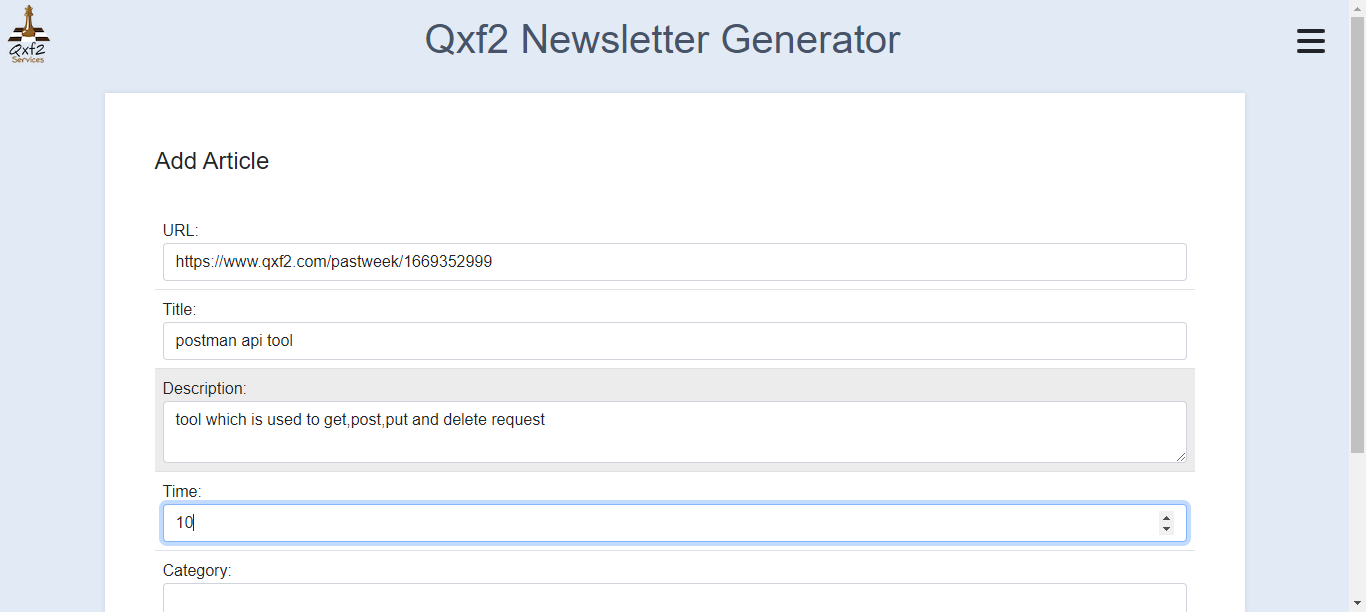 Qxf2
Services
Qxf2 Newsletter Generator
Add Article
URL:
https://www.qxf2.com/pastweek/1669352999
Title:
postman api tool
Description:
tool which is used to get,post,put and delete request
Time:
10
Category: